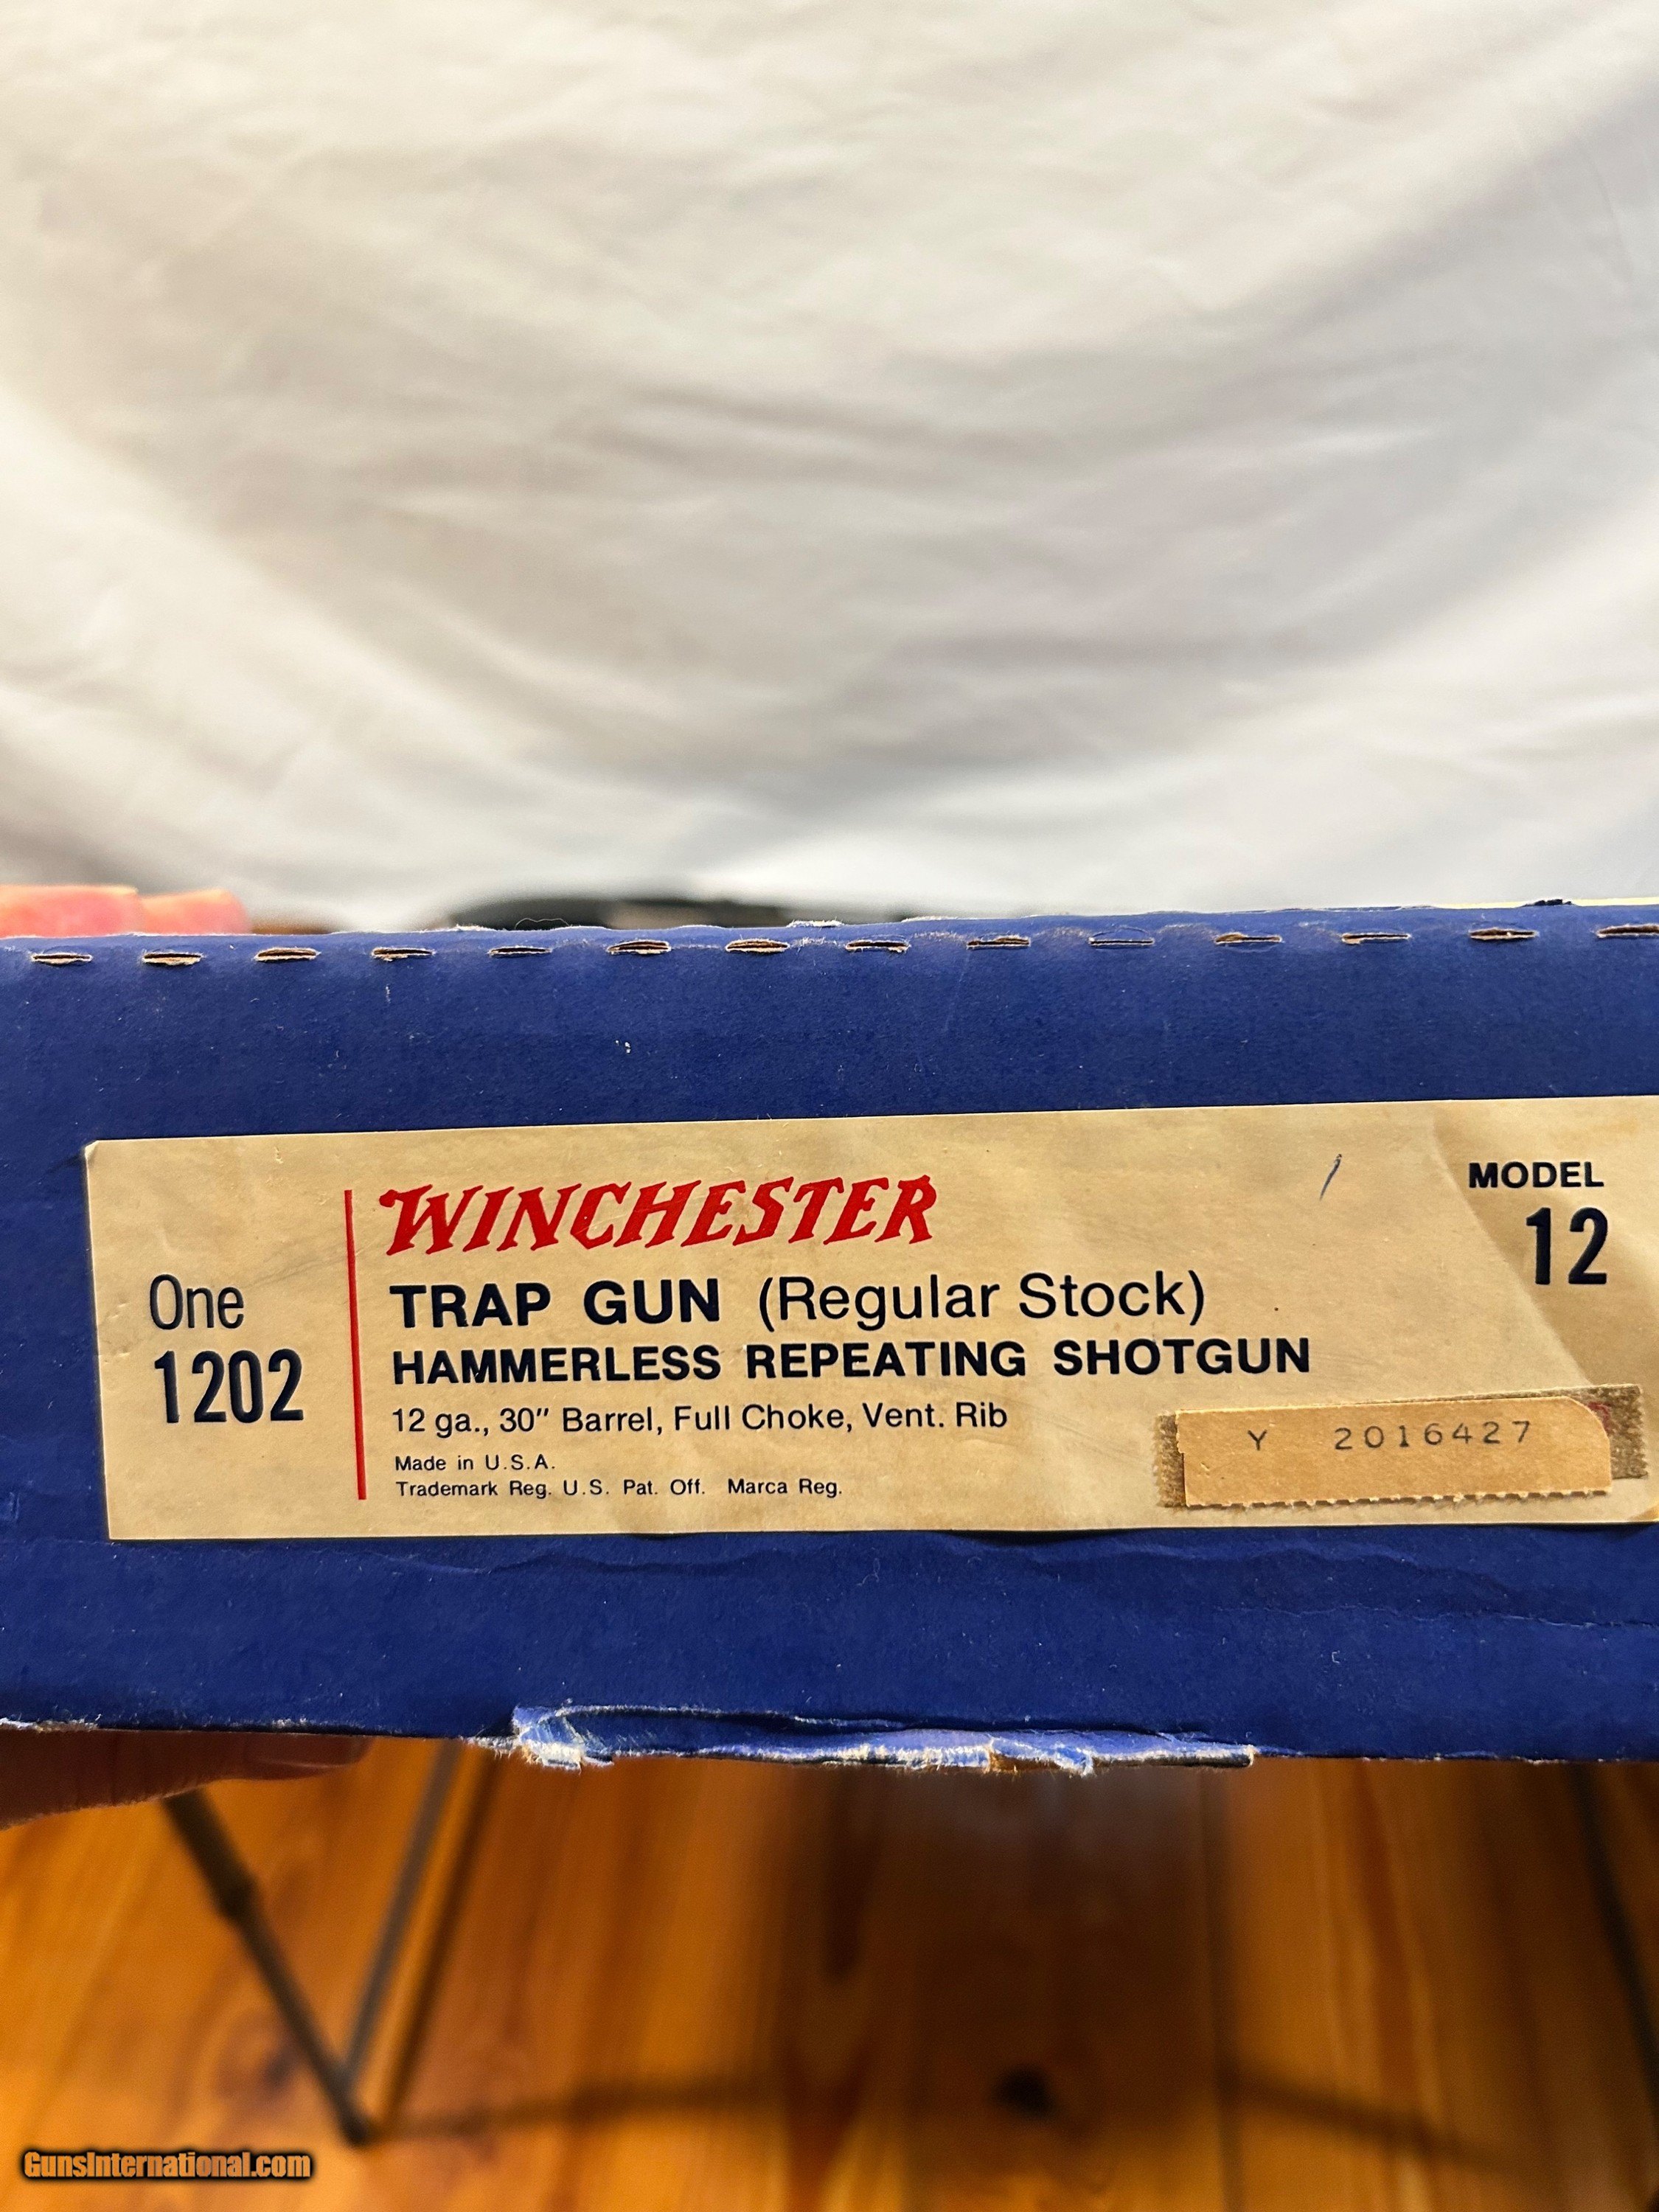 One
1202
WINCHESTER
TRAP GUN (Regular Stock)
HAMMERLESS REPEATING SHOTGUN
12 ga., 30" Barrel, Full Choke, Vent. Rib
Made in U.S.A.
Trademark Reg. U.S. Pat. Off. Marca Reg.
MODEL
12
Y 2016427
GunsInternational.com